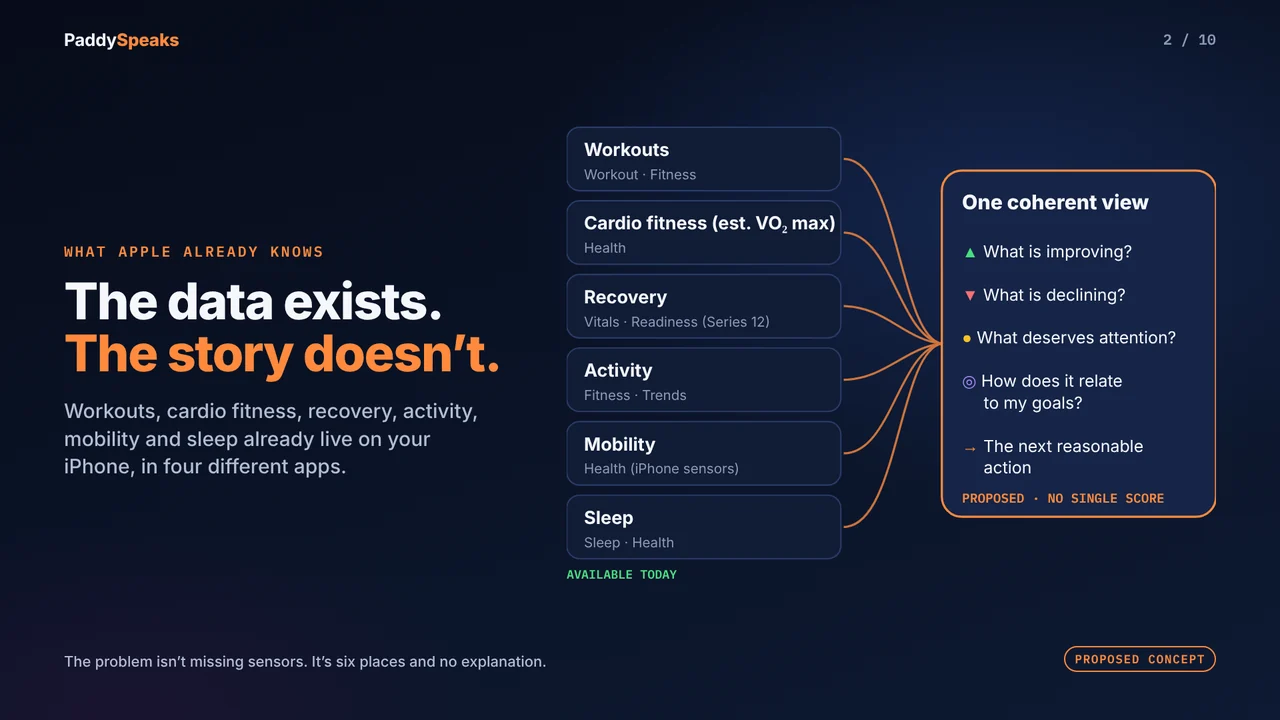 PaddySpeaks
2 / 10
WHAT APPLE ALREADY KNOWS
The data exists.
The story doesn’t.
Workouts, cardio fitness, recovery, activity,
mobility and sleep already live on your
iPhone, in four different apps.
Workouts
Workout · Fitness
Cardio fitness (est. VO₂ max)
Health
Recovery
Vitals · Readiness (Series 12)
Activity
Fitness · Trends
Mobility
Health (iPhone sensors)
Sleep
Sleep · Health
AVAILABLE TODAY
One coherent view
▲ What is improving?
▼ What is declining?
● What deserves attention?
◎ How does it relate
to my goals?
→ The next reasonable
action
PROPOSED · NO SINGLE SCORE
The problem isn’t missing sensors. It’s six places and no explanation.
PROPOSED CONCEPT